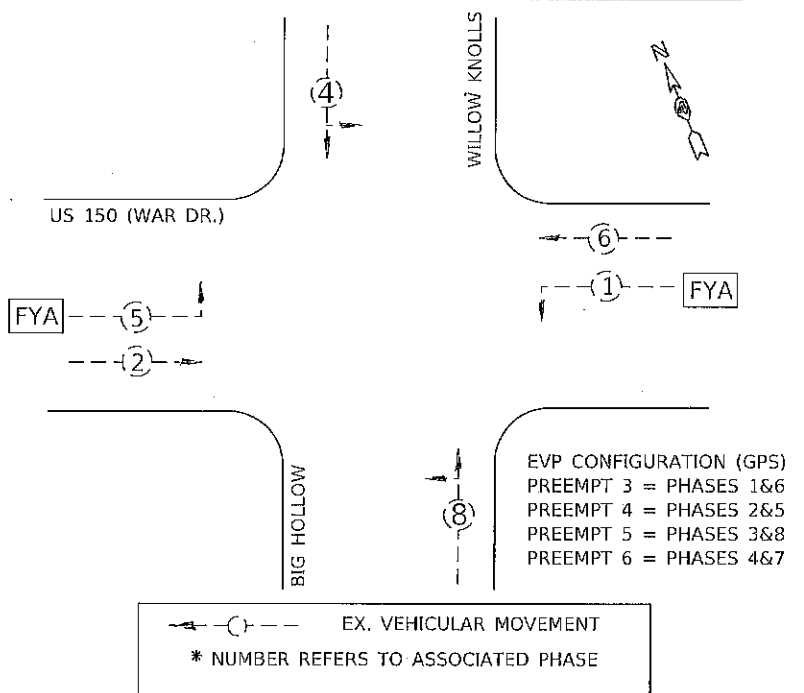 WILLOW KNOLLS
N
4
US 150 (WAR DR.)
6
1
FYA
FYA
5
2
8
BIG HOLLOW
EVP CONFIGURATION (GPS)
PREEMPT 3 = PHASES 1&6
PREEMPT 4 = PHASES 2&5
PREEMPT 5 = PHASES 3&8
PREEMPT 6 = PHASES 4&7
EX. VEHICULAR MOVEMENT
* NUMBER REFERS TO ASSOCIATED PHASE